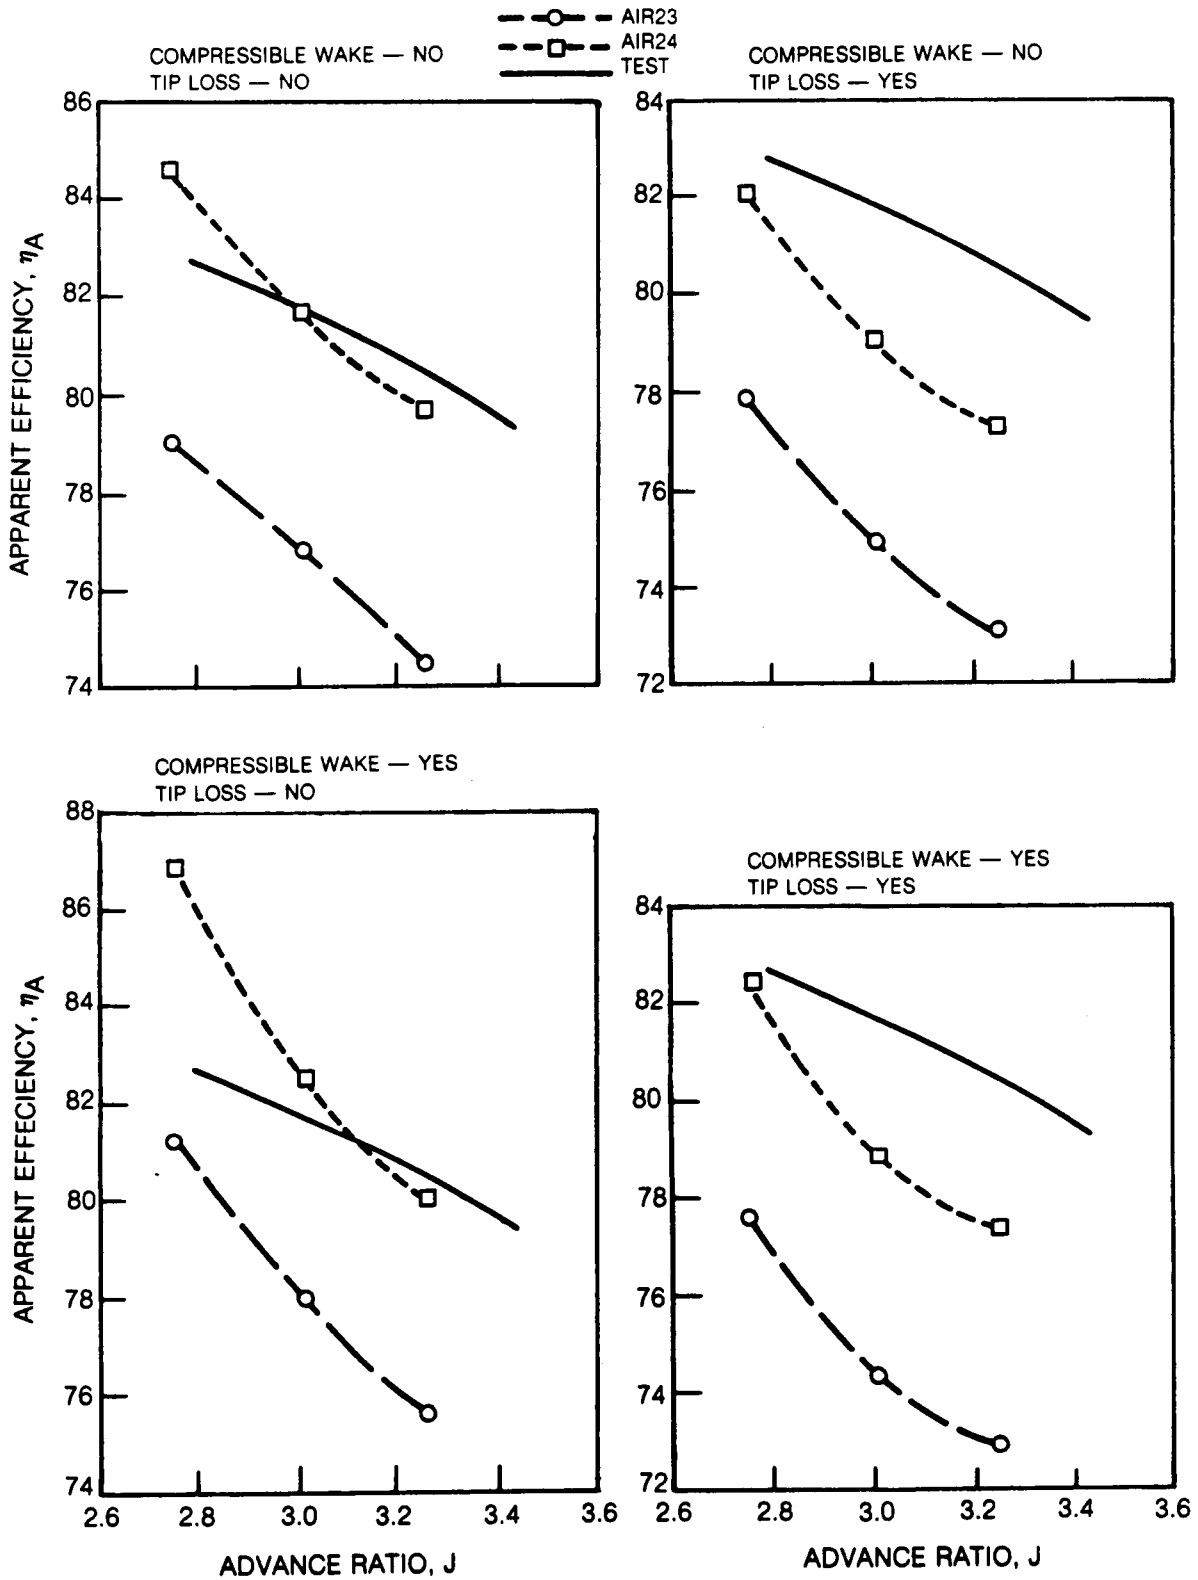 AIR23
AIR24
TEST
COMPRESSIBLE WAKE — NO
TIP LOSS — NO
COMPRESSIBLE WAKE — NO
TIP LOSS — YES
86
84
82
80
78
76
74
APPARENT EFFICIENCY, ηA
84
82
80
78
76
74
72
COMPRESSIBLE WAKE — YES
TIP LOSS — NO
88
86
84
82
80
78
76
74
APPARENT EFFECIENCY, ηA
2.6 2.8 3.0 3.2 3.4 3.6
ADVANCE RATIO, J
COMPRESSIBLE WAKE — YES
TIP LOSS — YES
84
82
80
78
76
74
72
2.6 2.8 3.0 3.2 3.4 3.6
ADVANCE RATIO, J